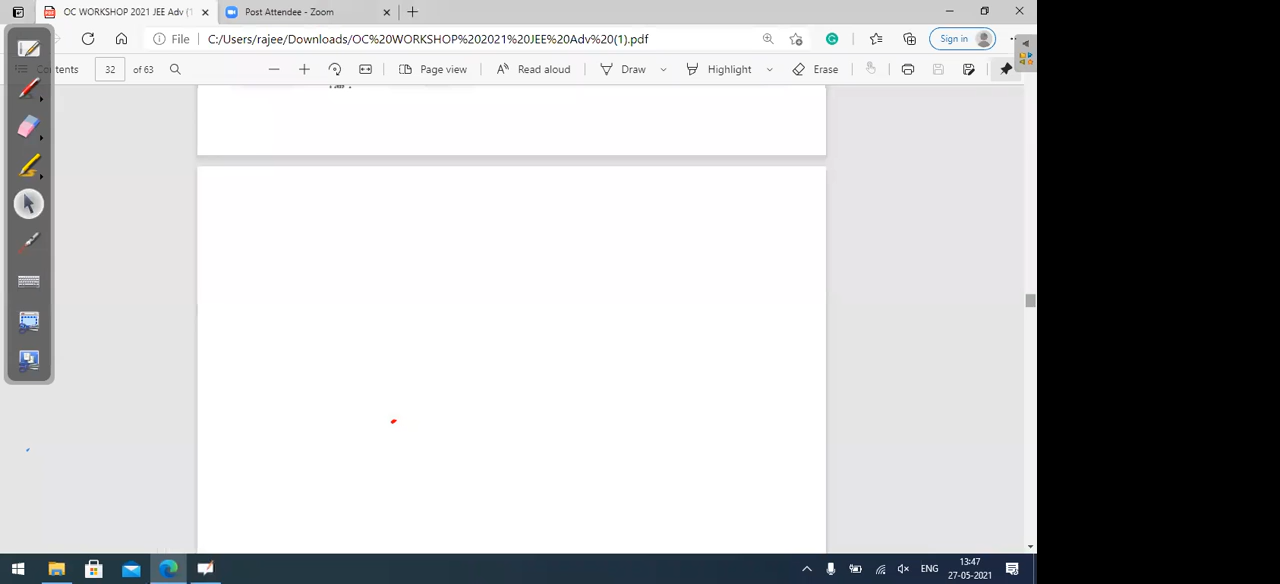 OC WORKSHOP 2021 JEE Adv (1
Post Attendee - Zoom
File
C:/Users/rajee/Downloads/OC%20WORKSHOP%202021%20JEE%20Adv%20(1).pdf
Sign in
ntents
32
of 63
Page view
Read aloud
Draw
Highlight
Erase
ENG
13:47
27-05-2021